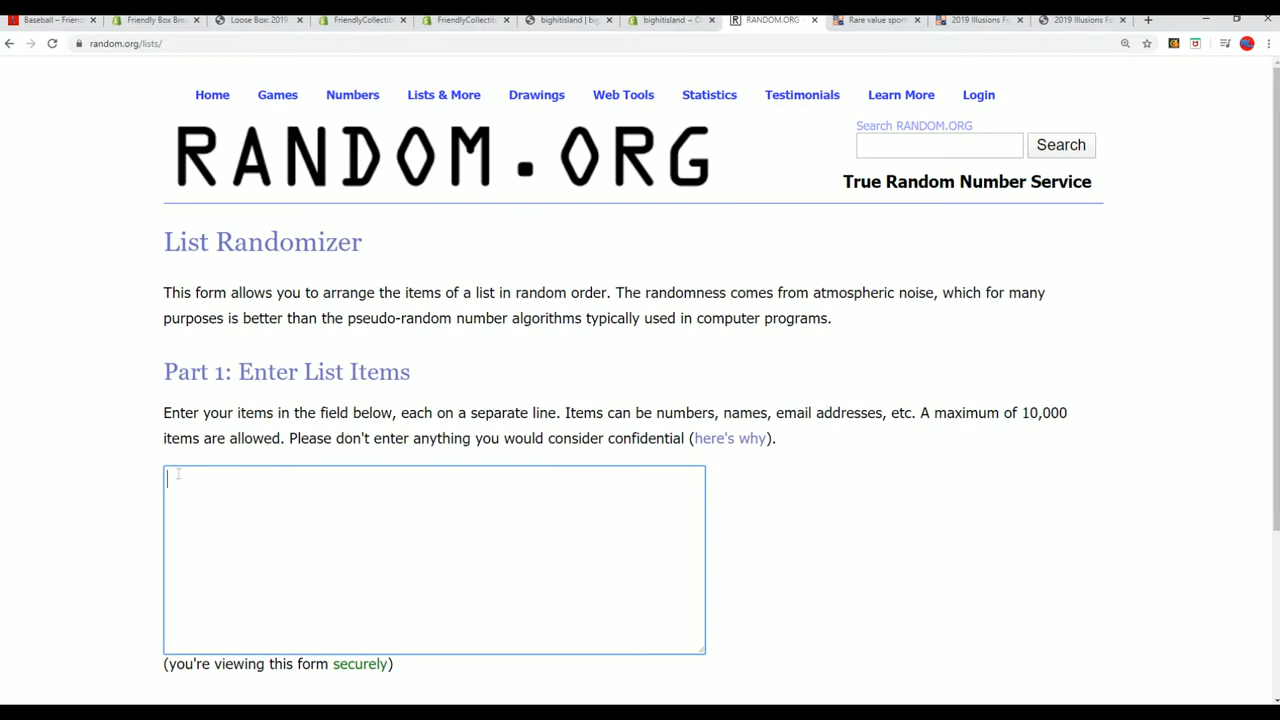 Baseball – Frien
Friendly Box Bre
Loose Box: 2019
FriendlyCollectib
FriendlyCollectib
bighitisland | big
bighitisland ~ O
RANDOM.ORG -
Rare value sport
2019 Illusions Fo
2019 Illusions Fo
random.org/lists/
Home Games Numbers Lists & More Drawings Web Tools Statistics Testimonials Learn More Login
RANDOM.ORG
Search RANDOM.ORG
Search
True Random Number Service
List Randomizer
This form allows you to arrange the items of a list in random order. The randomness comes from atmospheric noise, which for many
purposes is better than the pseudo-random number algorithms typically used in computer programs.
Part 1: Enter List Items
Enter your items in the field below, each on a separate line. Items can be numbers, names, email addresses, etc. A maximum of 10,000
items are allowed. Please don't enter anything you would consider confidential (here's why).
(you're viewing this form securely)